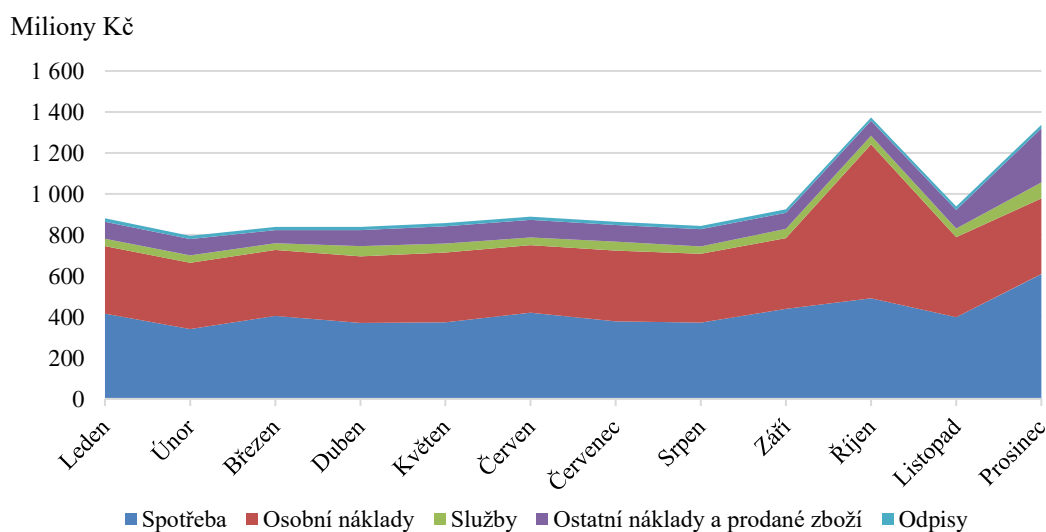 Miliony Kč
1 600
1 400
1 200
1 000
800
600
400
200
0
Leden
Únor
Březen
Duben
Květen
Červen
Červenec
Srpen
Září
Říjen
Listopad
Prosinec
Spotřeba Osobní náklady Služby Ostatní náklady a prodané zboží Odpisy